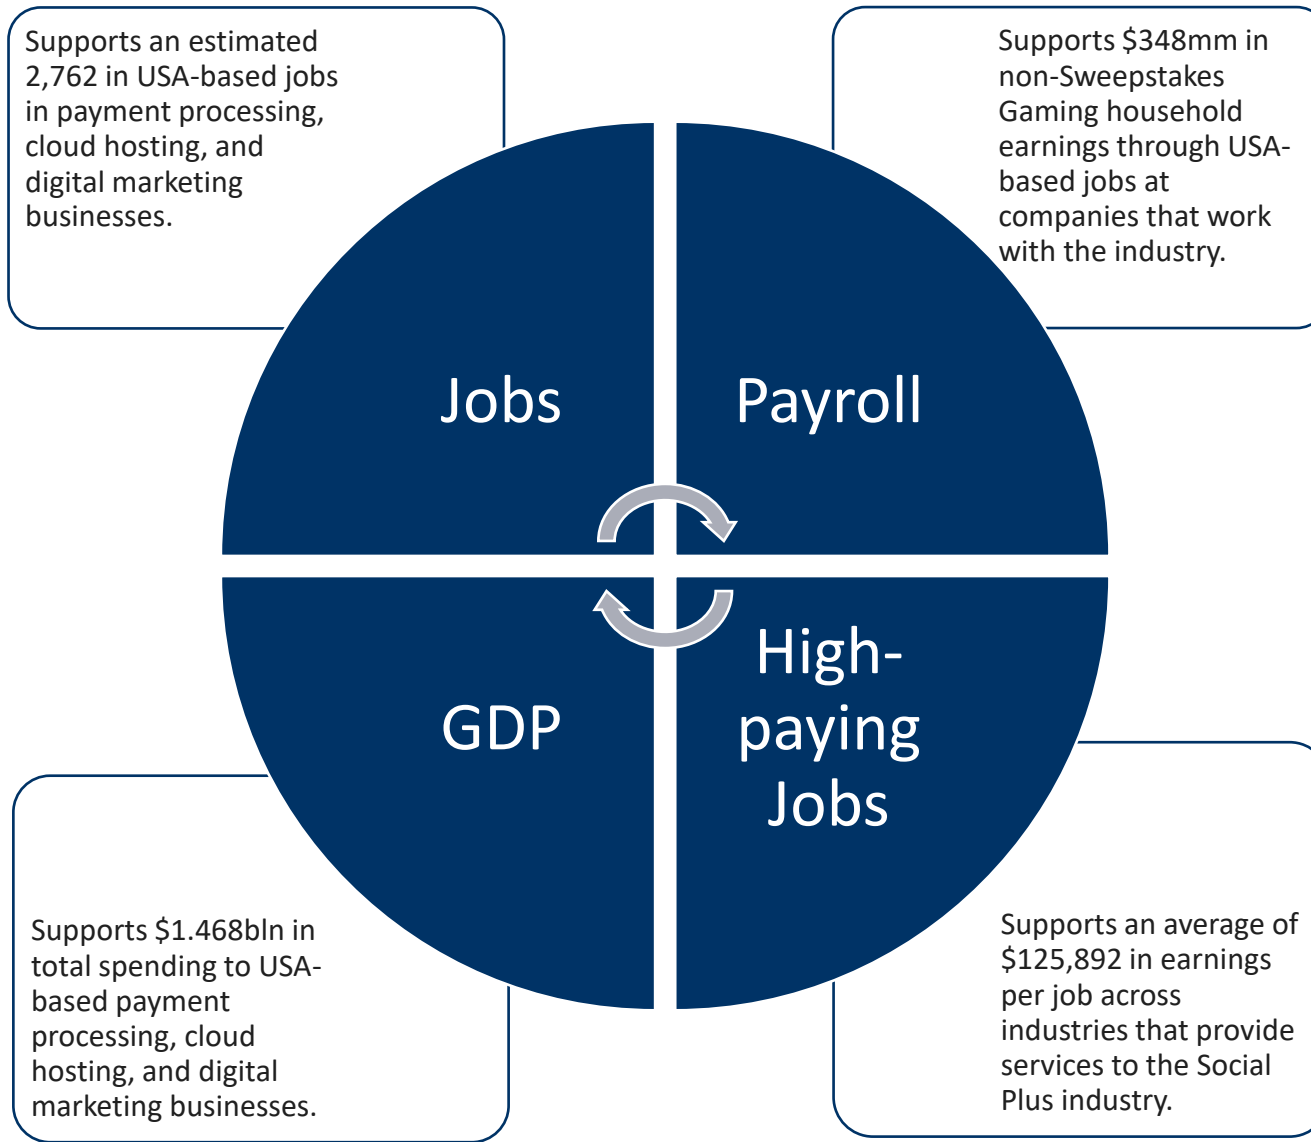 Supports an estimated
2,762 in USA-based jobs
in payment processing,
cloud hosting, and
digital marketing
businesses.
Supports $348mm in
non-Sweepstakes
Gaming household
earnings through USA-
based jobs at
companies that work
with the industry.
Jobs
Payroll
GDP
High-
paying
Jobs
Supports $1.468bln in
total spending to USA-
based payment
processing, cloud
hosting, and digital
marketing businesses.
Supports an average of
$125,892 in earnings
per job across
industries that provide
services to the Social
Plus industry.